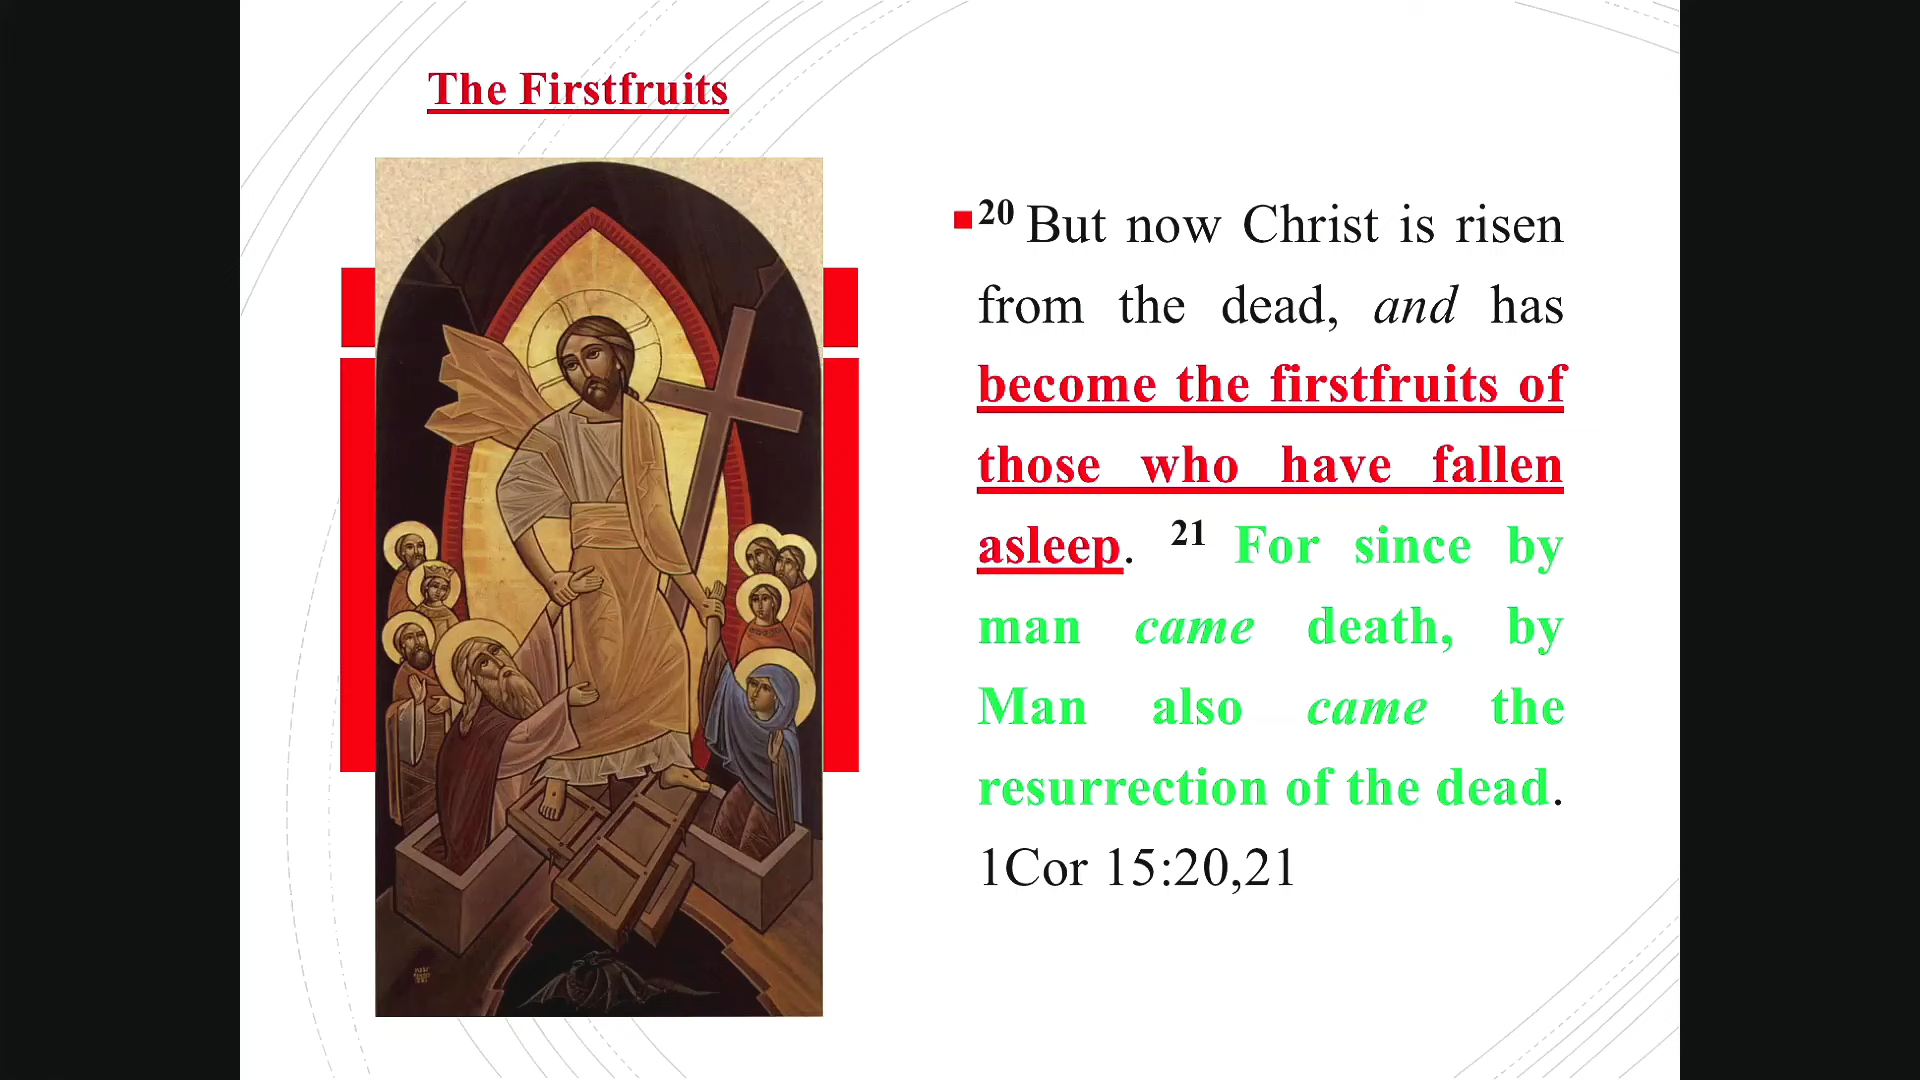 The Firstfruits
20 But now Christ is risen
from the dead, and has
become the firstfruits of
those who have fallen
asleep. 21 For since by
man came death, by
Man also came the
resurrection of the dead.
1Cor 15:20,21